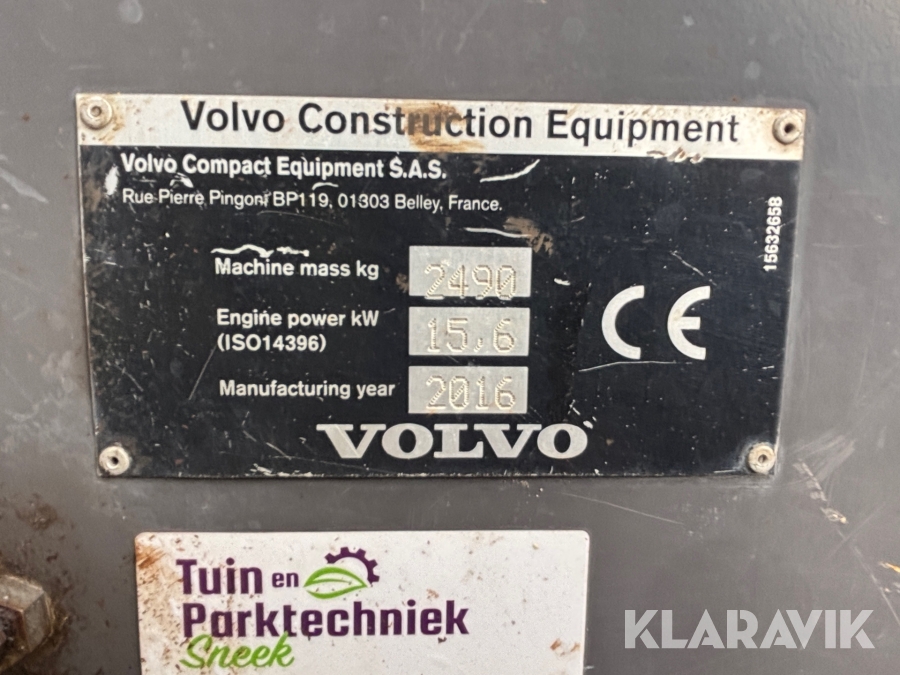 Volvo Construction Equipment
Volvo Compact Equipment S.A.S.
Rue Pierre Pingon BP119, 01303 Belley, France.
15632658
Machine mass kg 2490
Engine power kW 15.6
(ISO14396)
Manufacturing year 2016
CE
VOLVO
Tuin en
Parktechniek
Sneek
KLARAVIK